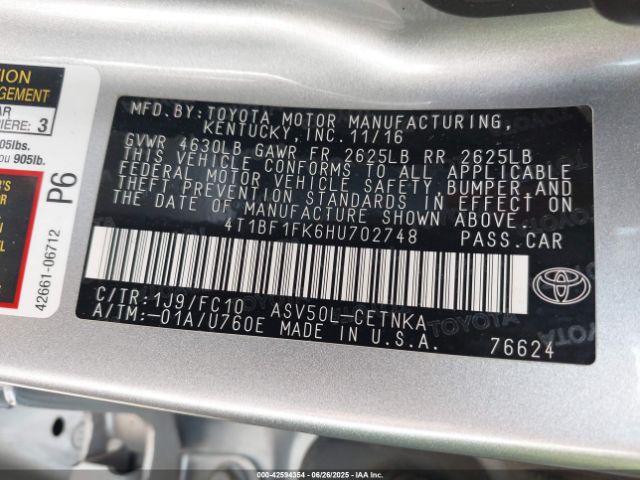 MFD.BY:TOYOTA MOTOR MANUFACTURING,
KENTUCKY,INC.11/16
GVWR 4630LB GAWR FR 2625LB RR 2625LB
THIS VEHICLE CONFORMS TO ALL APPLICABLE
FEDERAL MOTOR VEHICLE SAFETY,BUMPER AND
THEFT PREVENTION STANDARDS IN EFFECT ON
THE DATE OF MANUFACTURE SHOWN ABOVE.
4T1BF1FK6HU702748 PASS.CAR
C/TR:1J9/FC10 ASV50L-CETNKA
A/TM:-01A/U760E MADE IN U.S.A.
76624
TOYOTA
P6
42661-06712
3
905lb.
000-42594354 | 06/26/2025 | IAA Holdings, LLC